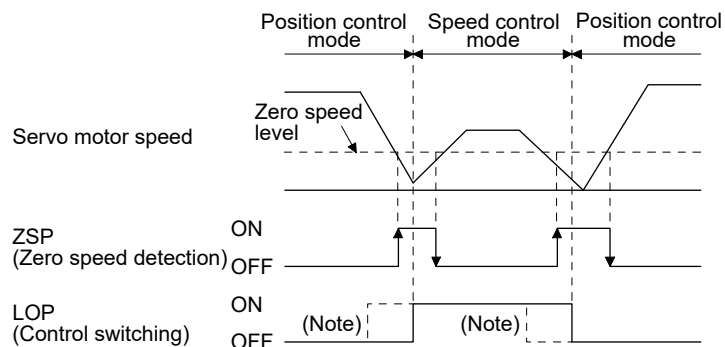 Position control mode
Speed control mode
Position control mode
Zero speed level
Servo motor speed
ZSP (Zero speed detection)
ON
OFF
LOP (Control switching)
ON
OFF
(Note)
(Note)